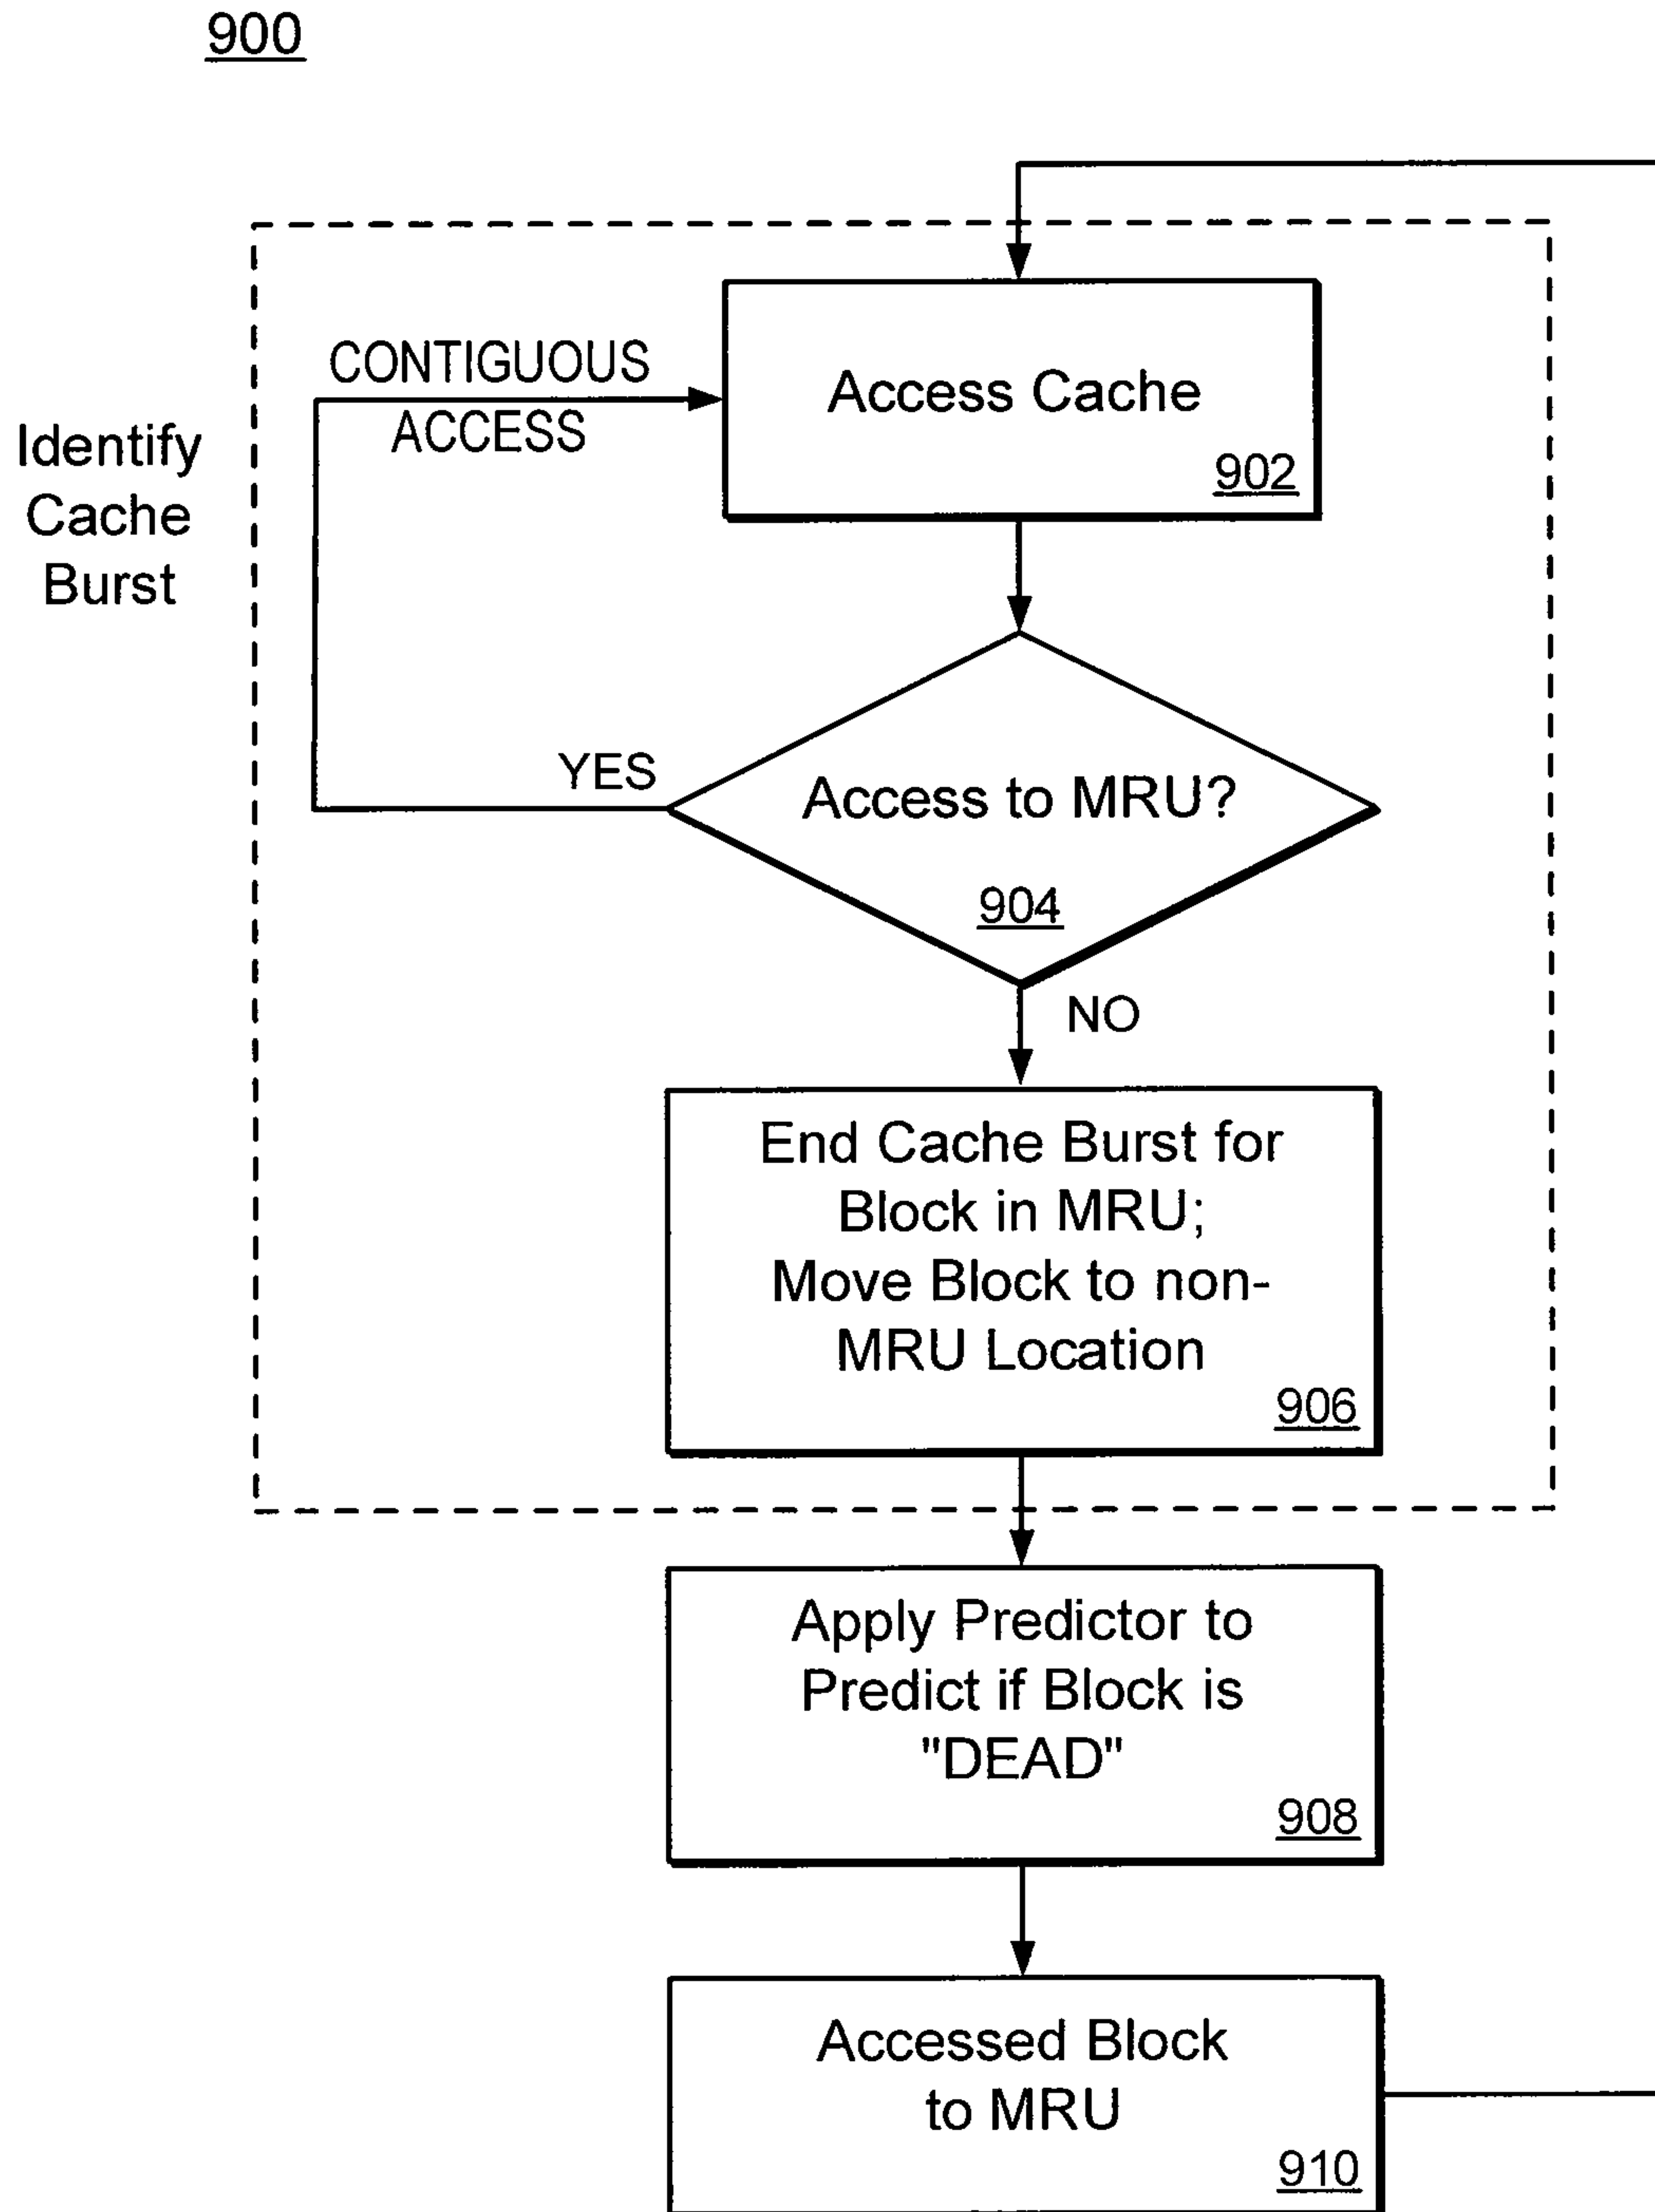 900
CONTIGUOUS
ACCESS
Access Cache
902
Identify
Cache
Burst
YES
Access to MRU?
904
NO
End Cache Burst for
Block in MRU;
Move Block to non-
MRU Location
906
Apply Predictor to
Predict if Block is
"DEAD"
908
Accessed Block
to MRU
910